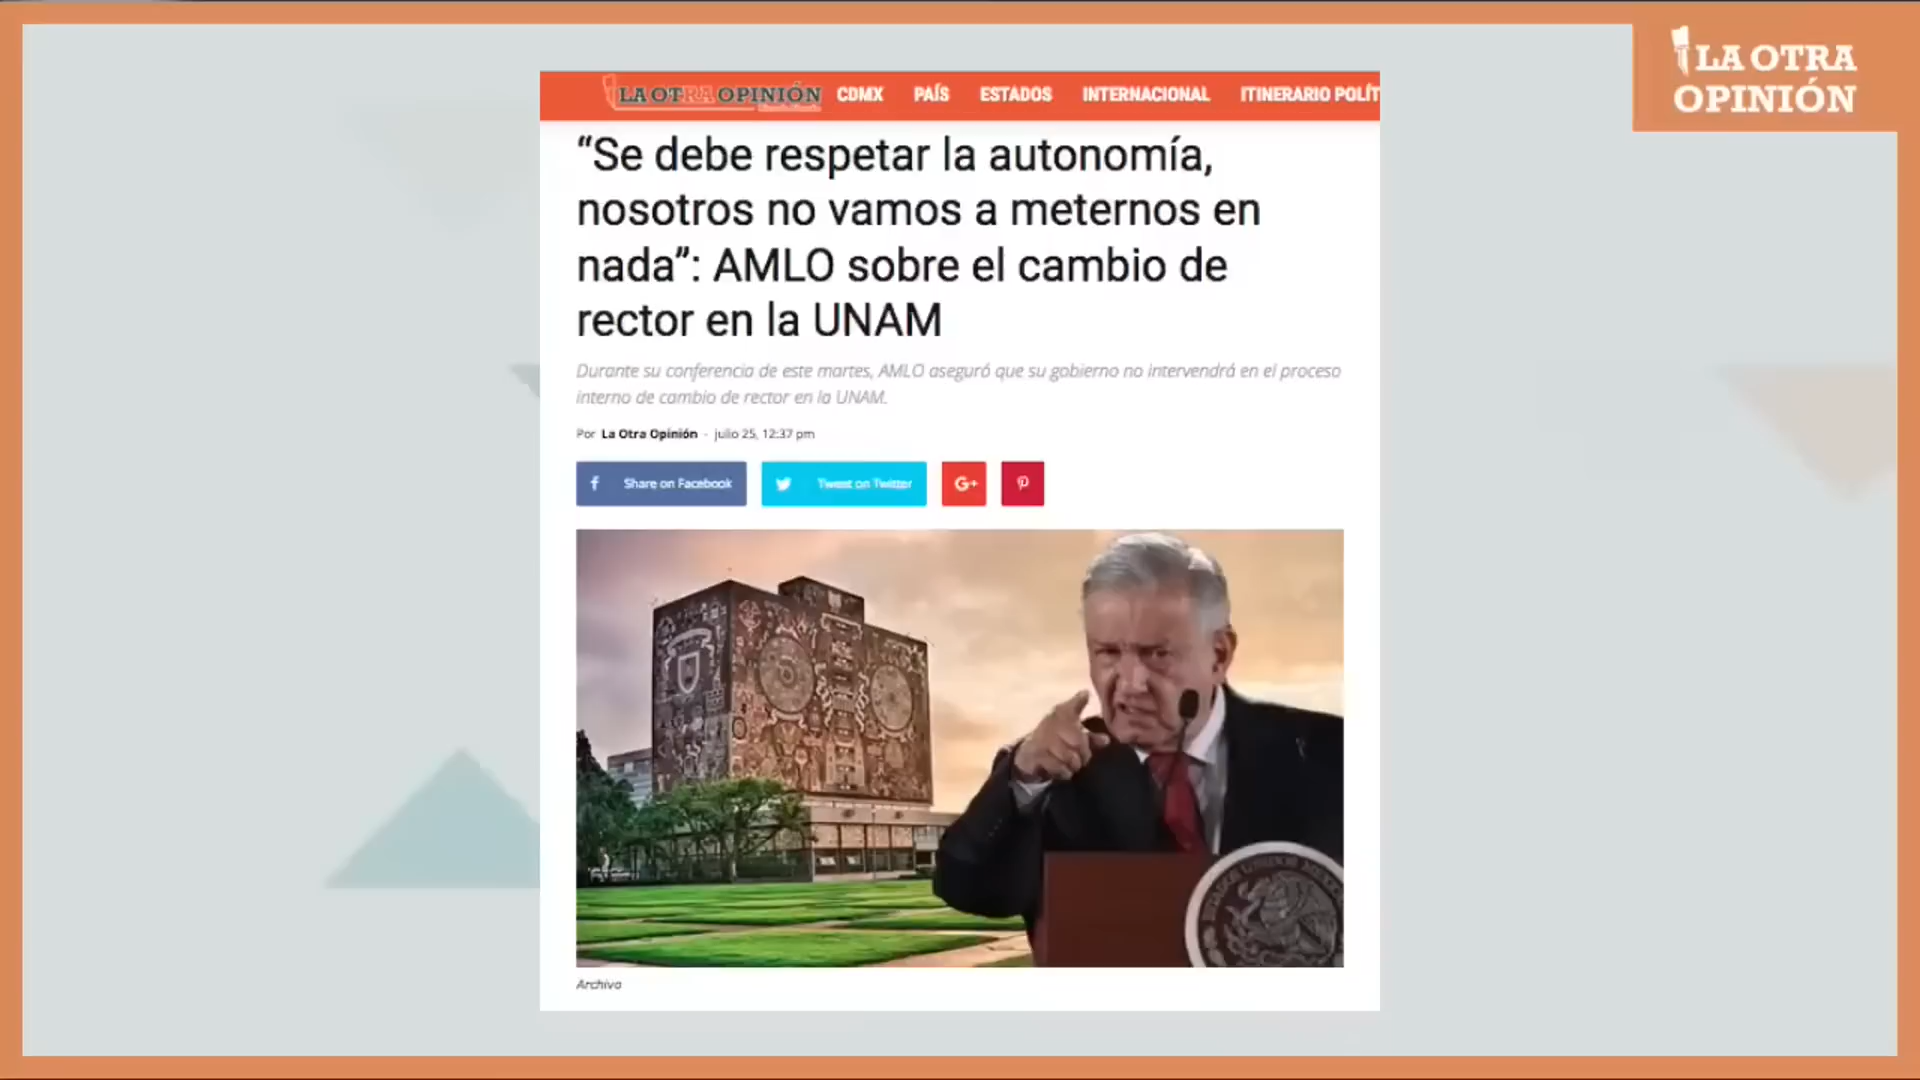 LA OTRA
OPINIÓN
LA OTRA OPINIÓN CDMX PAÍS ESTADOS INTERNACIONAL ITINERARIO POLÍT
“Se debe respetar la autonomía,
nosotros no vamos a meternos en
nada”: AMLO sobre el cambio de
rector en la UNAM
Durante su conferencia de este martes, AMLO aseguró que su gobierno no intervendrá en el proceso
interno de cambio de rector en la UNAM.
Por La Otra Opinión - julio 25, 12:37 pm
Share on Facebook Tweet on Twitter G+
Archivo